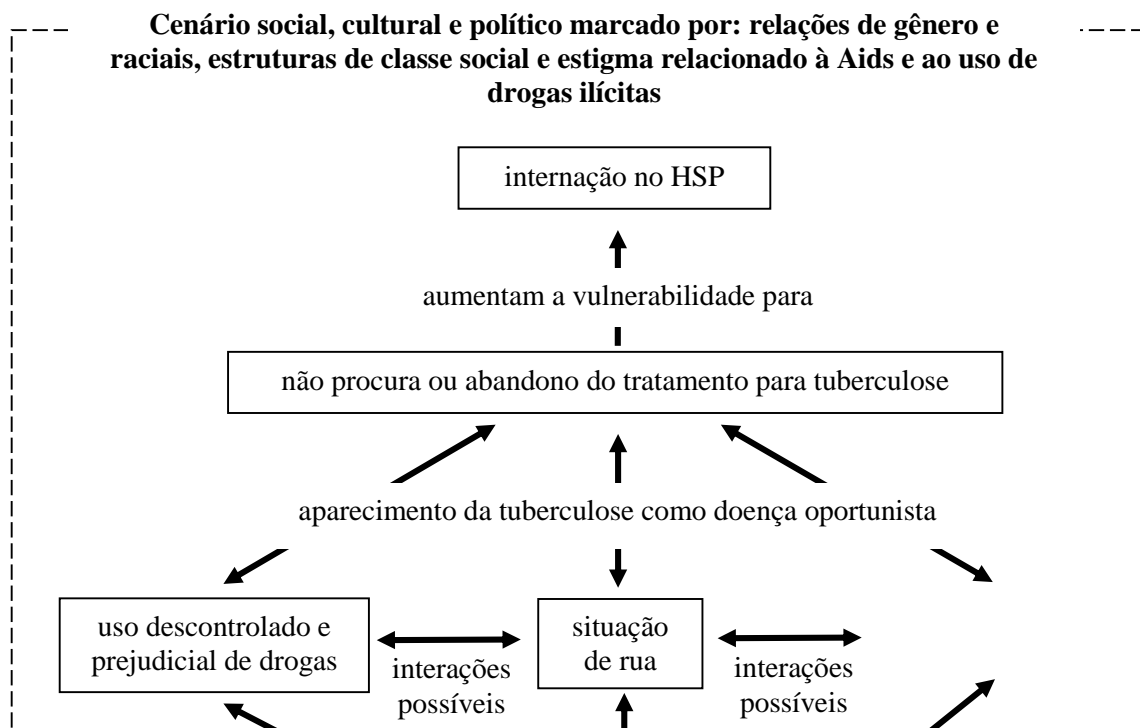 Cenário social, cultural e político marcado por: relações de gênero e
raciais, estruturas de classe social e estigma relacionado à Aids e ao uso de
drogas ilícitas
internação no HSP
aumentam a vulnerabilidade para
não procura ou abandono do tratamento para tuberculose
aparecimento da tuberculose como doença oportunista
uso descontrolado e
prejudicial de drogas
interações
possíveis
situação
de rua
interações
possíveis